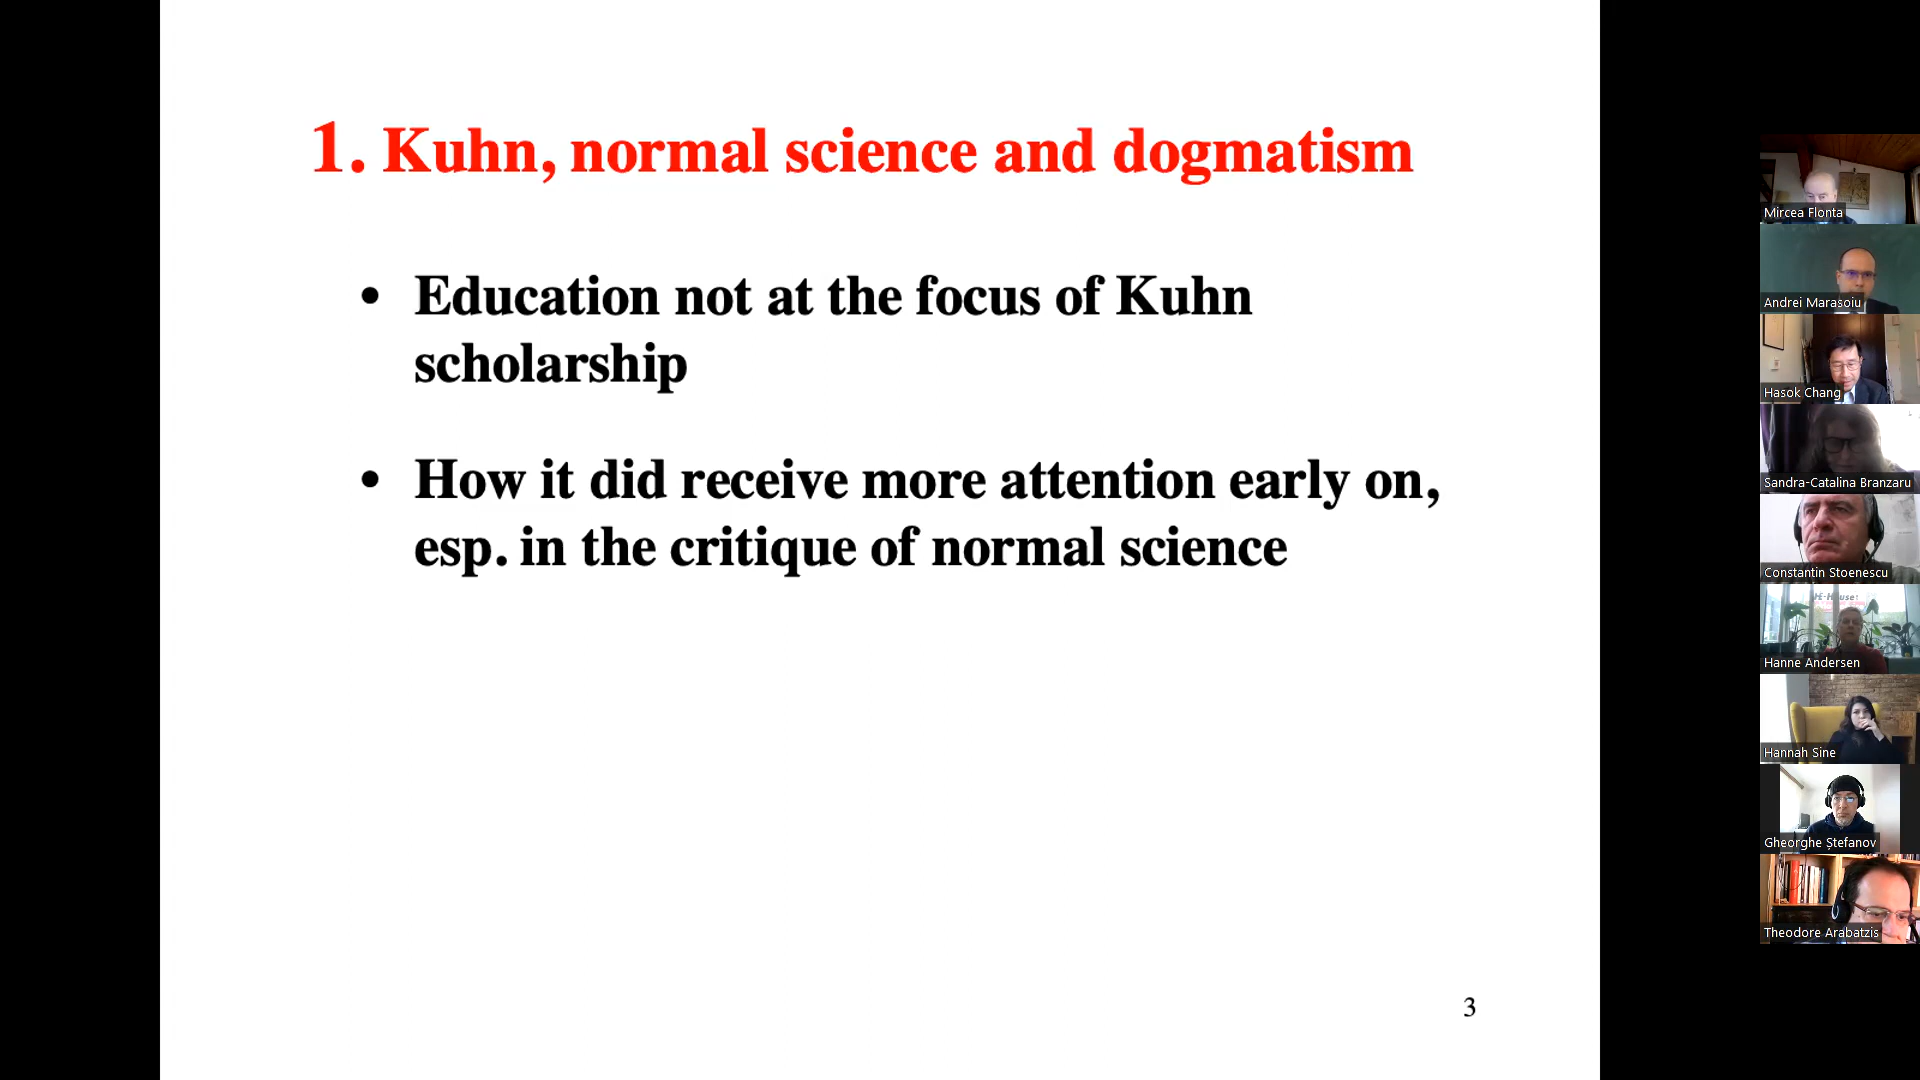 1. Kuhn, normal science and dogmatism
• Education not at the focus of Kuhn
scholarship
• How it did receive more attention early on,
esp. in the critique of normal science
3
Mircea Flonta
Andrei Marasoiu
Hasok Chang
Sandra-Catalina Branzaru
Constantin Stoenescu
Hanne Andersen
Hannah Sine
Gheorghe Ștefanov
Theodore Arabatzis